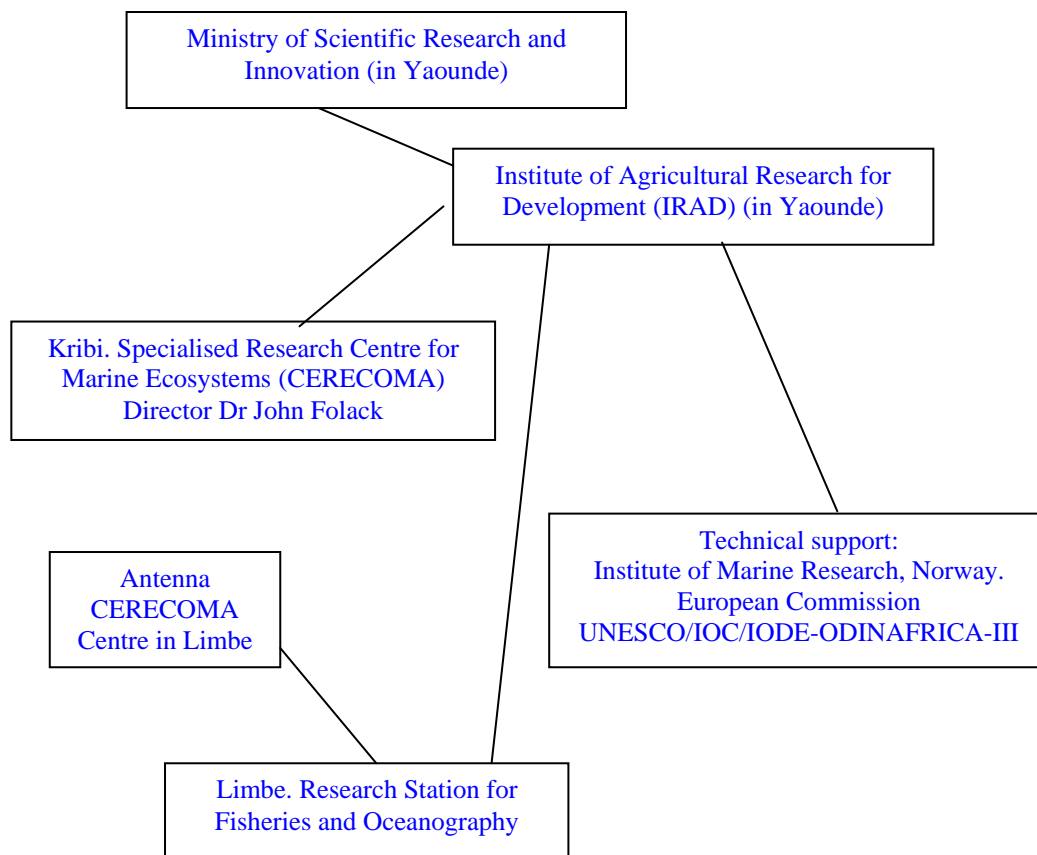 Ministry of Scientific Research and
Innovation (in Yaounde)
Institute of Agricultural Research for
Development (IRAD) (in Yaounde)
Kribi. Specialised Research Centre for
Marine Ecosystems (CERECOMA)
Director Dr John Folack
Technical support:
Institute of Marine Research, Norway.
European Commission
UNESCO/IOC/IODE-ODINAFRICA-III
Antenna
CERECOMA
Centre in Limbe
Limbe. Research Station for
Fisheries and Oceanography